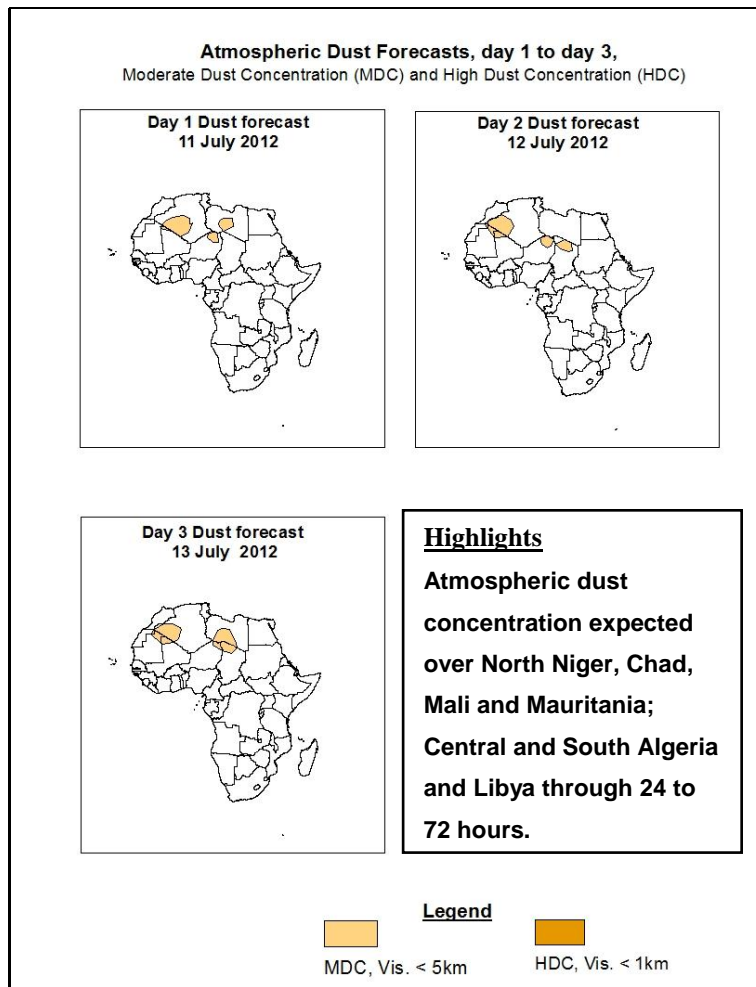 Atmospheric Dust Forecasts, day 1 to day 3,
Moderate Dust Concentration (MDC) and High Dust Concentration (HDC)
Day 1 Dust forecast
11 July 2012
Day 2 Dust forecast
12 July 2012
Day 3 Dust forecast
13 July 2012
Highlights
Atmospheric dust
concentration expected
over North Niger, Chad,
Mali and Mauritania;
Central and South Algeria
and Libya through 24 to
72 hours.
Legend
MDC, Vis. < 5km
HDC, Vis. < 1km